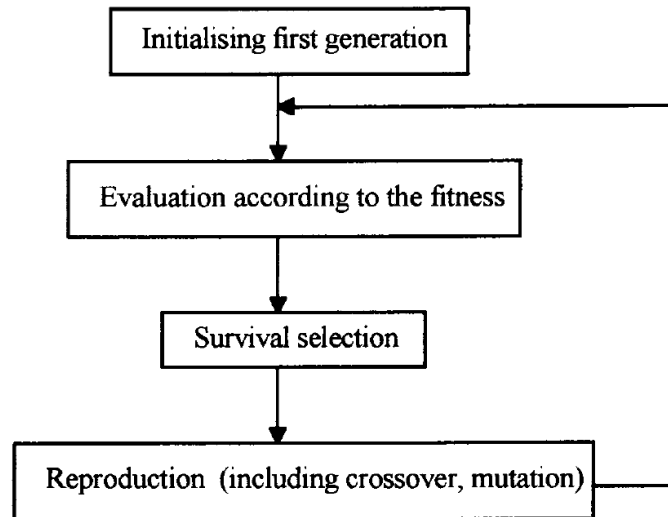 Initialising first generation
Evaluation according to the fitness
Survival selection
Reproduction (including crossover, mutation)